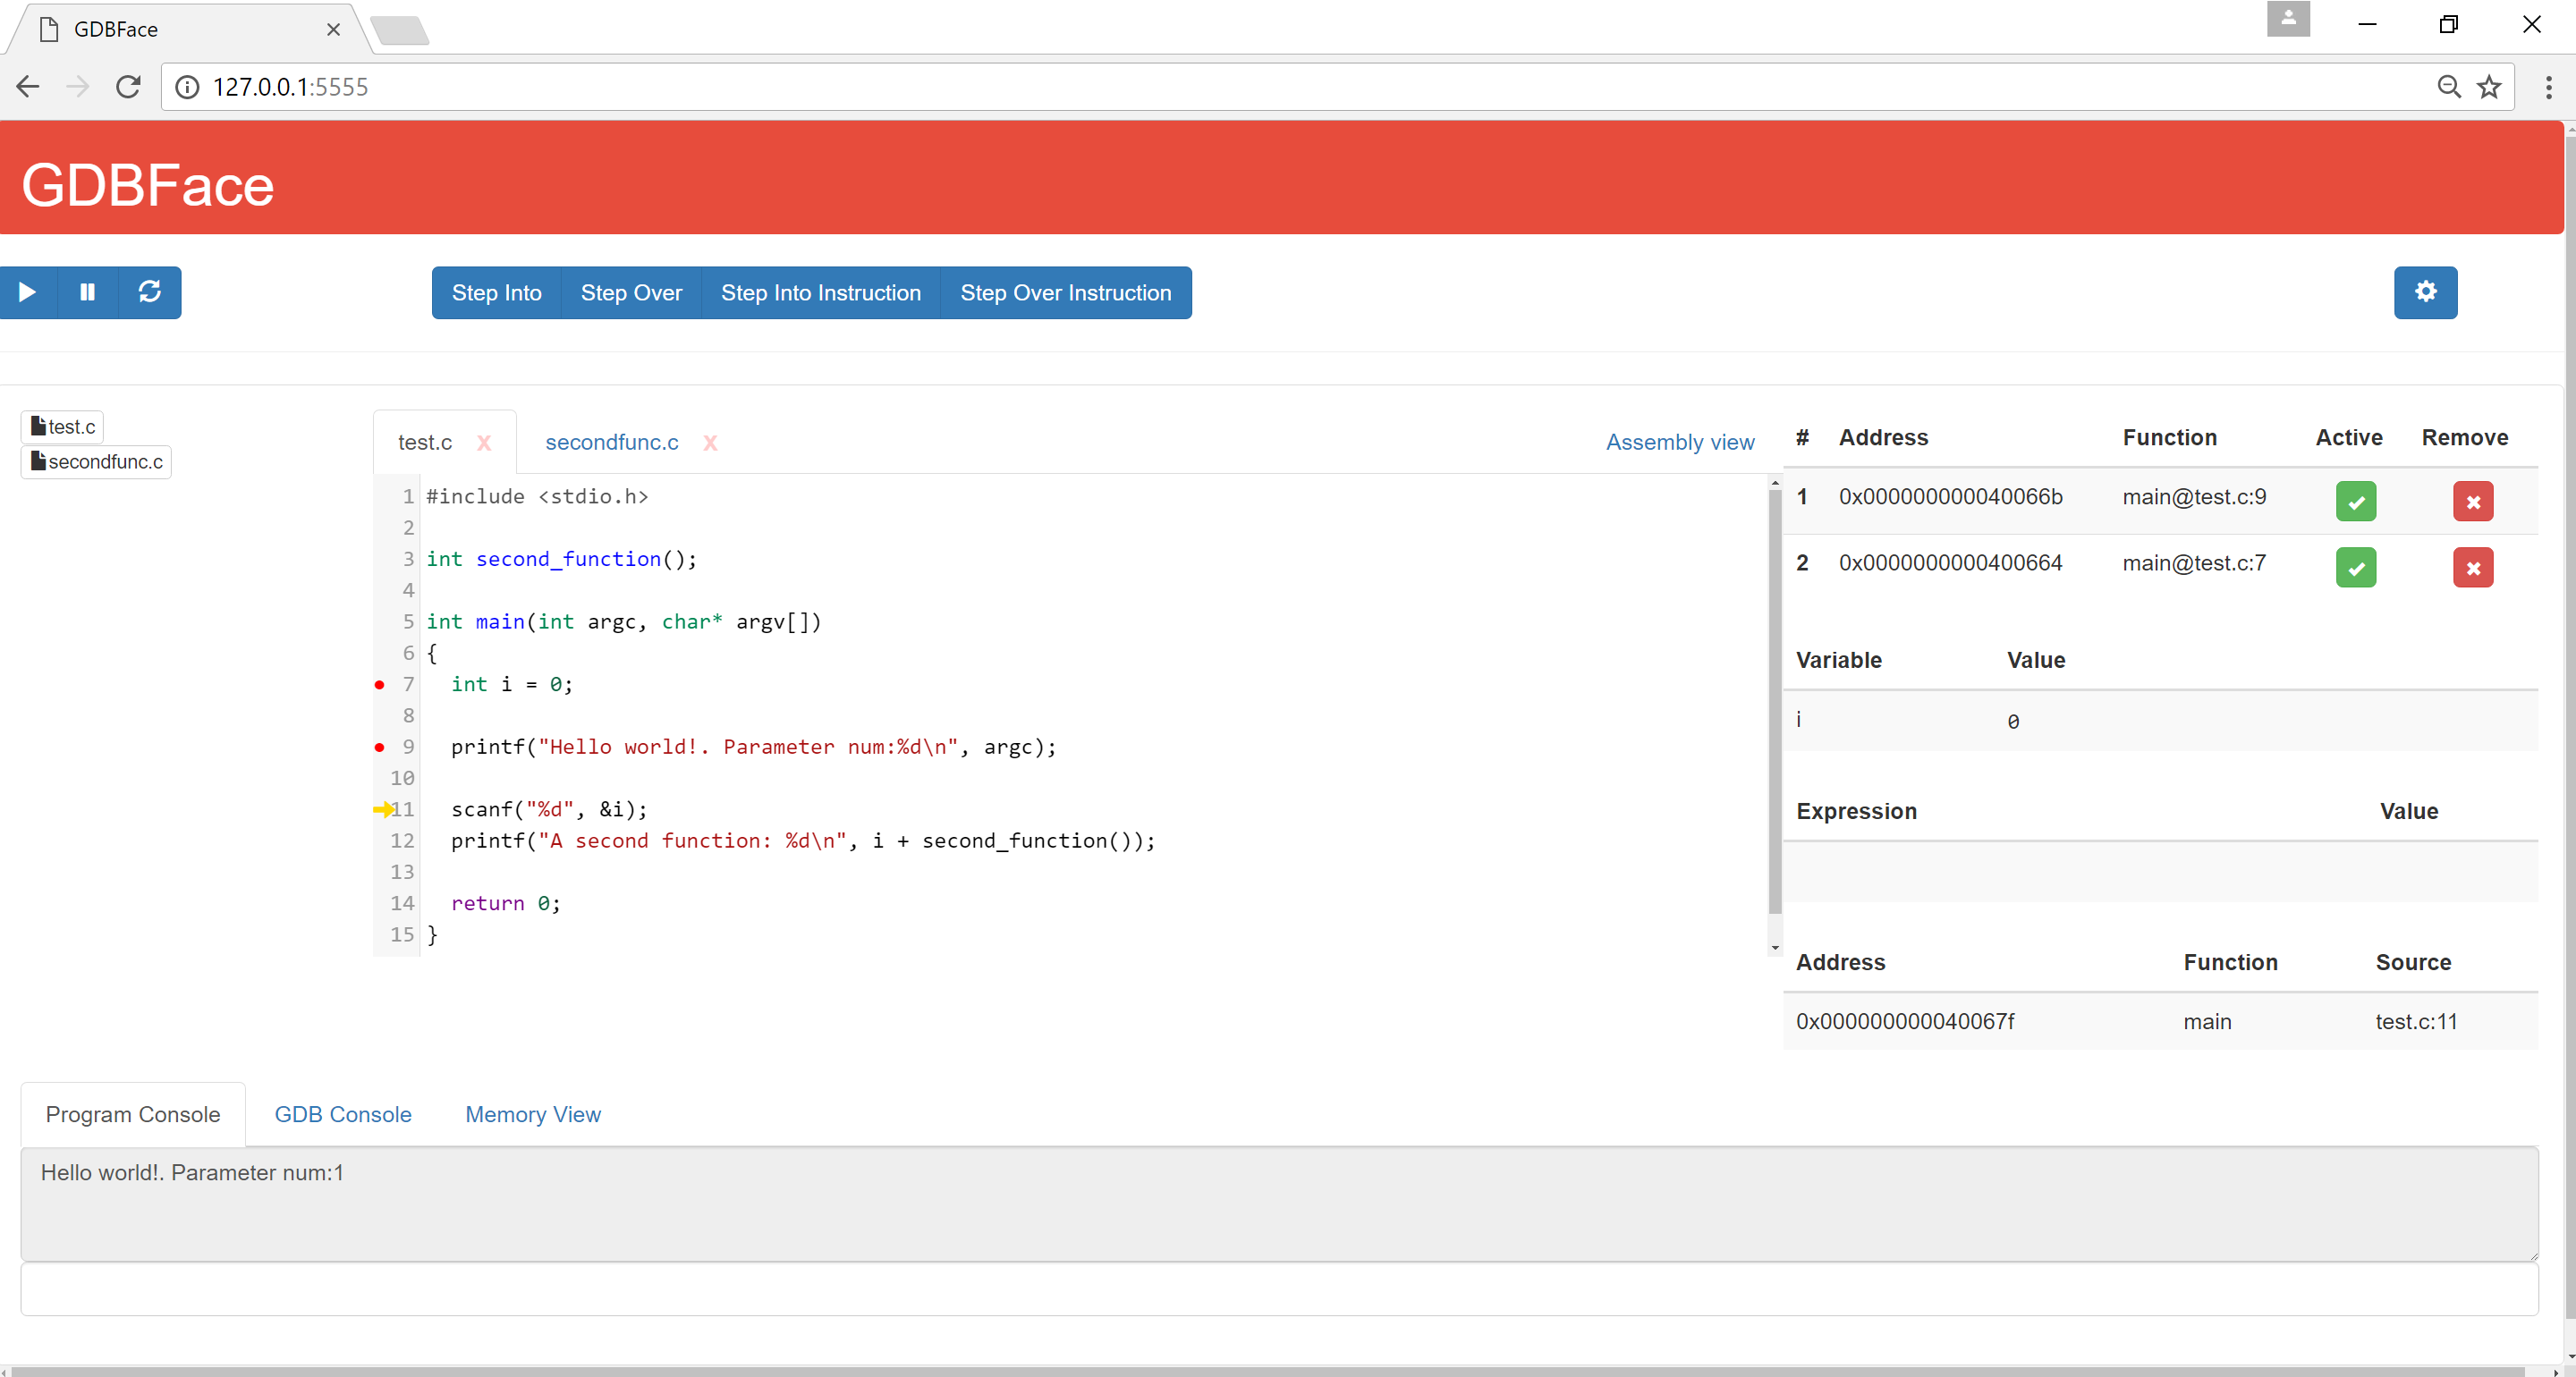 GDBFace
127.0.0.1:5555
GDBFace
Step Into Step Over Step Into Instruction Step Over Instruction
test.c
secondfunc.c
test.c x secondfunc.c x Assembly view
1 #include <stdio.h>
2
3 int second_function();
4
5 int main(int argc, char* argv[])
6 {
7 int i = 0;
8
9 printf("Hello world!. Parameter num:%d\n", argc);
10
11 scanf("%d", &i);
12 printf("A second function: %d\n", i + second_function());
13
14 return 0;
15 }
# Address Function Active Remove
1 0x000000000040066b main@test.c:9
2 0x0000000000400664 main@test.c:7
Variable Value
i 0
Expression Value
Address Function Source
0x000000000040067f main test.c:11
Program Console GDB Console Memory View
Hello world!. Parameter num:1